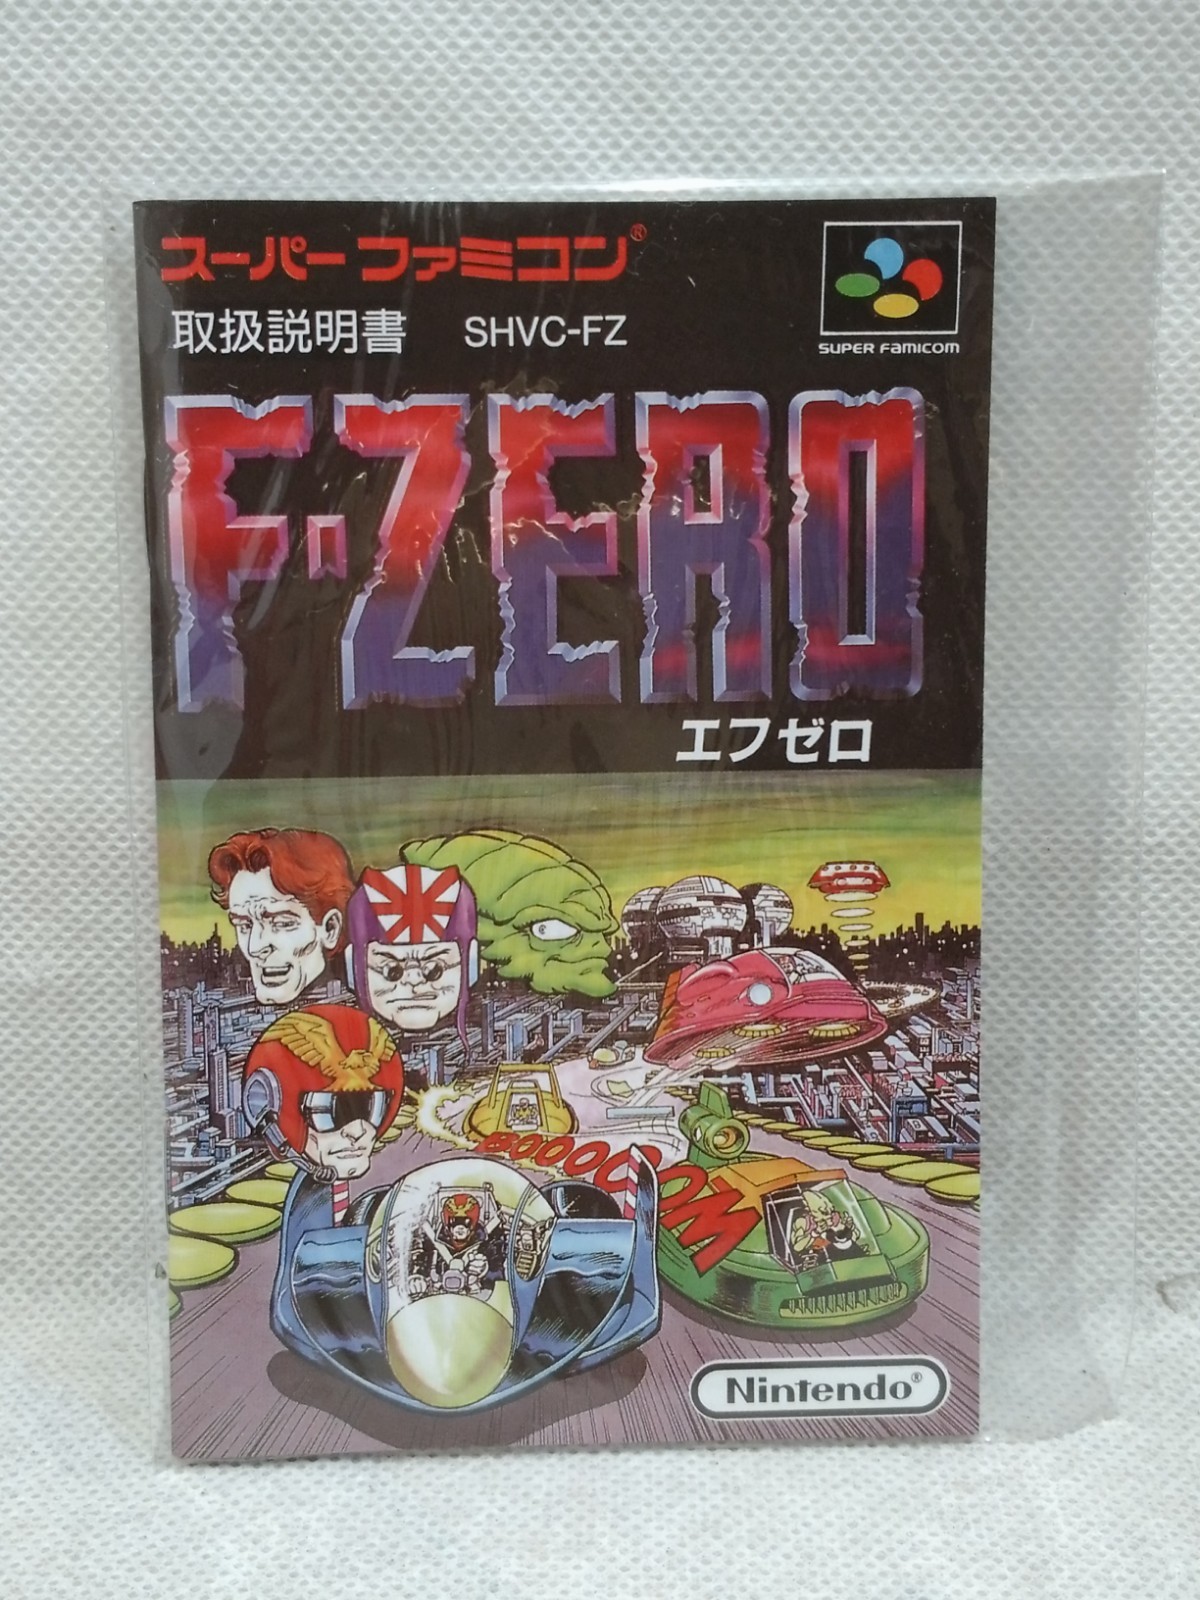 スーパーファミコン®
取扱説明書 SHVC-FZ
SUPER FAMICOM
F-ZERO
エフゼロ
BOOOOOOM
Nintendo®